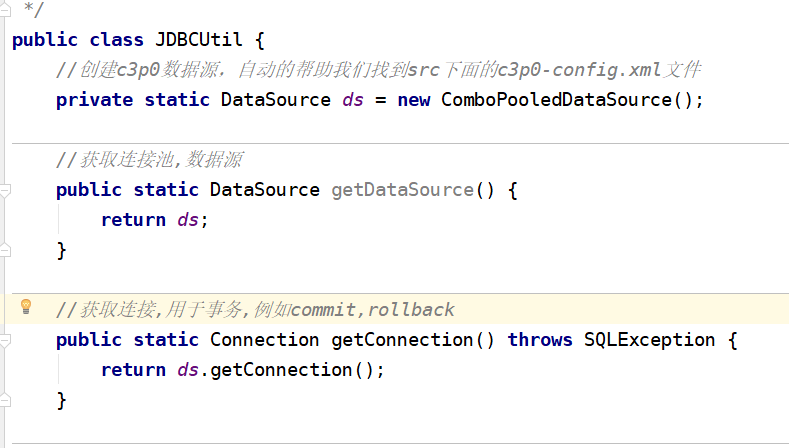 */
public class JDBCUtil {
//创建c3p0数据源．自动的帮助我们找到src下面的c3p0-config.xml文件
private static DataSource ds = new ComboPooledDataSource();
//获取连接池,数据源
public static DataSource getDataSource() {
return ds;
}
//获取连接,用于事务,例如commit,rollback
public static Connection getConnection() throws SQLException {
return ds.getConnection();
}